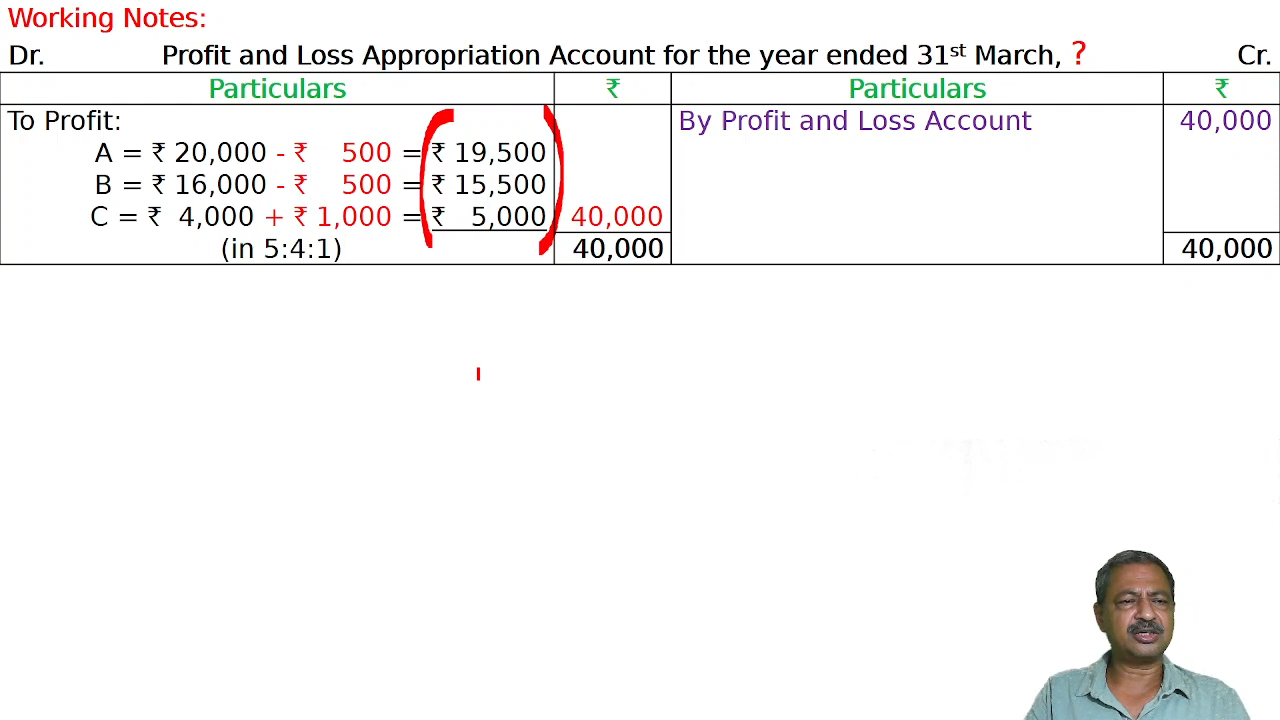 Working Notes:
Dr. Profit and Loss Appropriation Account for the year ended 31st March, ? Cr.
Particulars ₹ Particulars ₹
To Profit: By Profit and Loss Account 40,000
A = ₹ 20,000 - ₹ 500 = ₹ 19,500
B = ₹ 16,000 - ₹ 500 = ₹ 15,500
C = ₹ 4,000 + ₹ 1,000 = ₹ 5,000 40,000
(in 5:4:1) 40,000 40,000